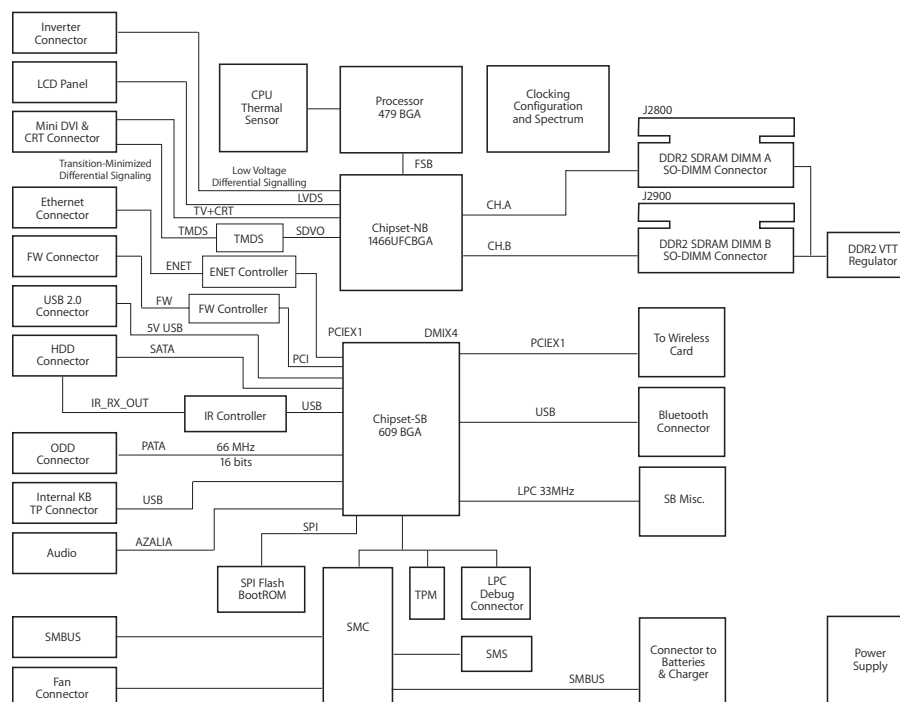 Inverter
Connector
LCD Panel
Mini DVI &
CRT Connector
CPU
Thermal
Sensor
Processor
479 BGA
Clocking
Configuration
and Spectrum
J2800
DDR2 SDRAM DIMM A
SO-DIMM Connector
Transition-Minimized
Differential Signaling
Low Voltage
Differential Signalling
FSB
LVDS
TV+CRT
Ethernet
Connector
TMDS
TMDS
SDVO
Chipset-NB
1466UFCBGA
CH.A
CH.B
J2900
DDR2 SDRAM DIMM B
SO-DIMM Connector
DDR2 VTT
Regulator
FW Connector
ENET
ENET Controller
USB 2.0
Connector
FW
FW Controller
5V USB
PCIEX1
DMIX4
HDD
Connector
SATA
PCI
PCIEX1
To Wireless
Card
IR_RX_OUT
IR Controller
USB
Chipset-SB
609 BGA
USB
Bluetooth
Connector
ODD
Connector
PATA
66 MHz
16 bits
Internal KB
TP Connector
USB
LPC 33MHz
SB Misc.
Audio
AZALIA
SPI
SPI Flash
BootROM
SMC
TPM
LPC
Debug
Connector
SMBUS
SMS
Connector to
Batteries
& Charger
Power
Supply
Fan
Connector
SMBUS